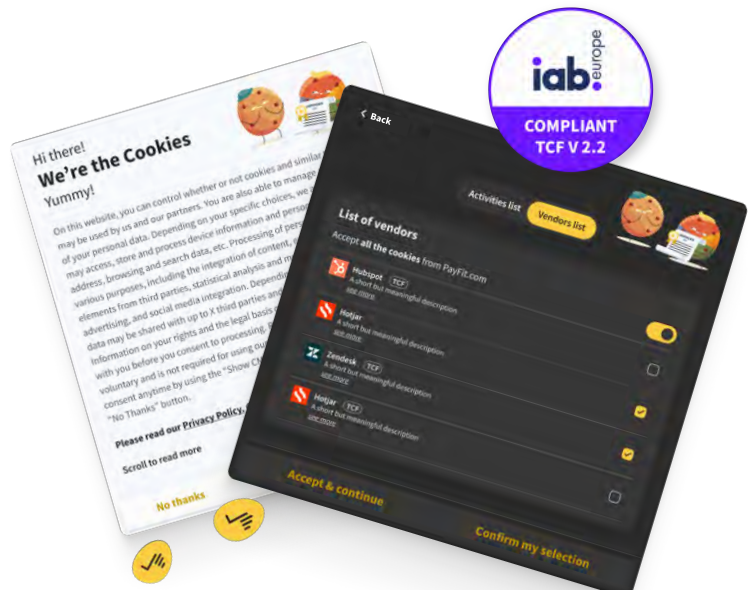 iab.
europe
COMPLIANT
TCF V 2.2
Hi there!
We're the Cookies
Yummy!
On this website, you can control whether or not cookies and similar
may be used by us and our partners. You are also able to manage
of your personal data. Depending on your specific choices, we
may access, store and process device information and
address, browsing and search data, etc. Processing of
various purposes, including the integration of content,
elements from third parties, statistical analysis and
advertising, and social media integration. Depending
data may be shared with up to X third parties and
information on your rights and the legal basis
with you before you consent to processing.
voluntary and is not required for using our
consent anytime by using the "Show
"No Thanks" button.
Please read our Privacy Policy,
Scroll to read more
No thanks
Back
Activities list
Vendors list
List of vendors
Accept all the cookies from PayFit.com
Hubspot TCF
A short but meaningful description
see more
Hotjar
A short but meaningful description
see more
Zendesk TCF
A short but meaningful description
see more
Hotjar TCF
A short but meaningful description
see more
Accept & continue
Confirm my selection